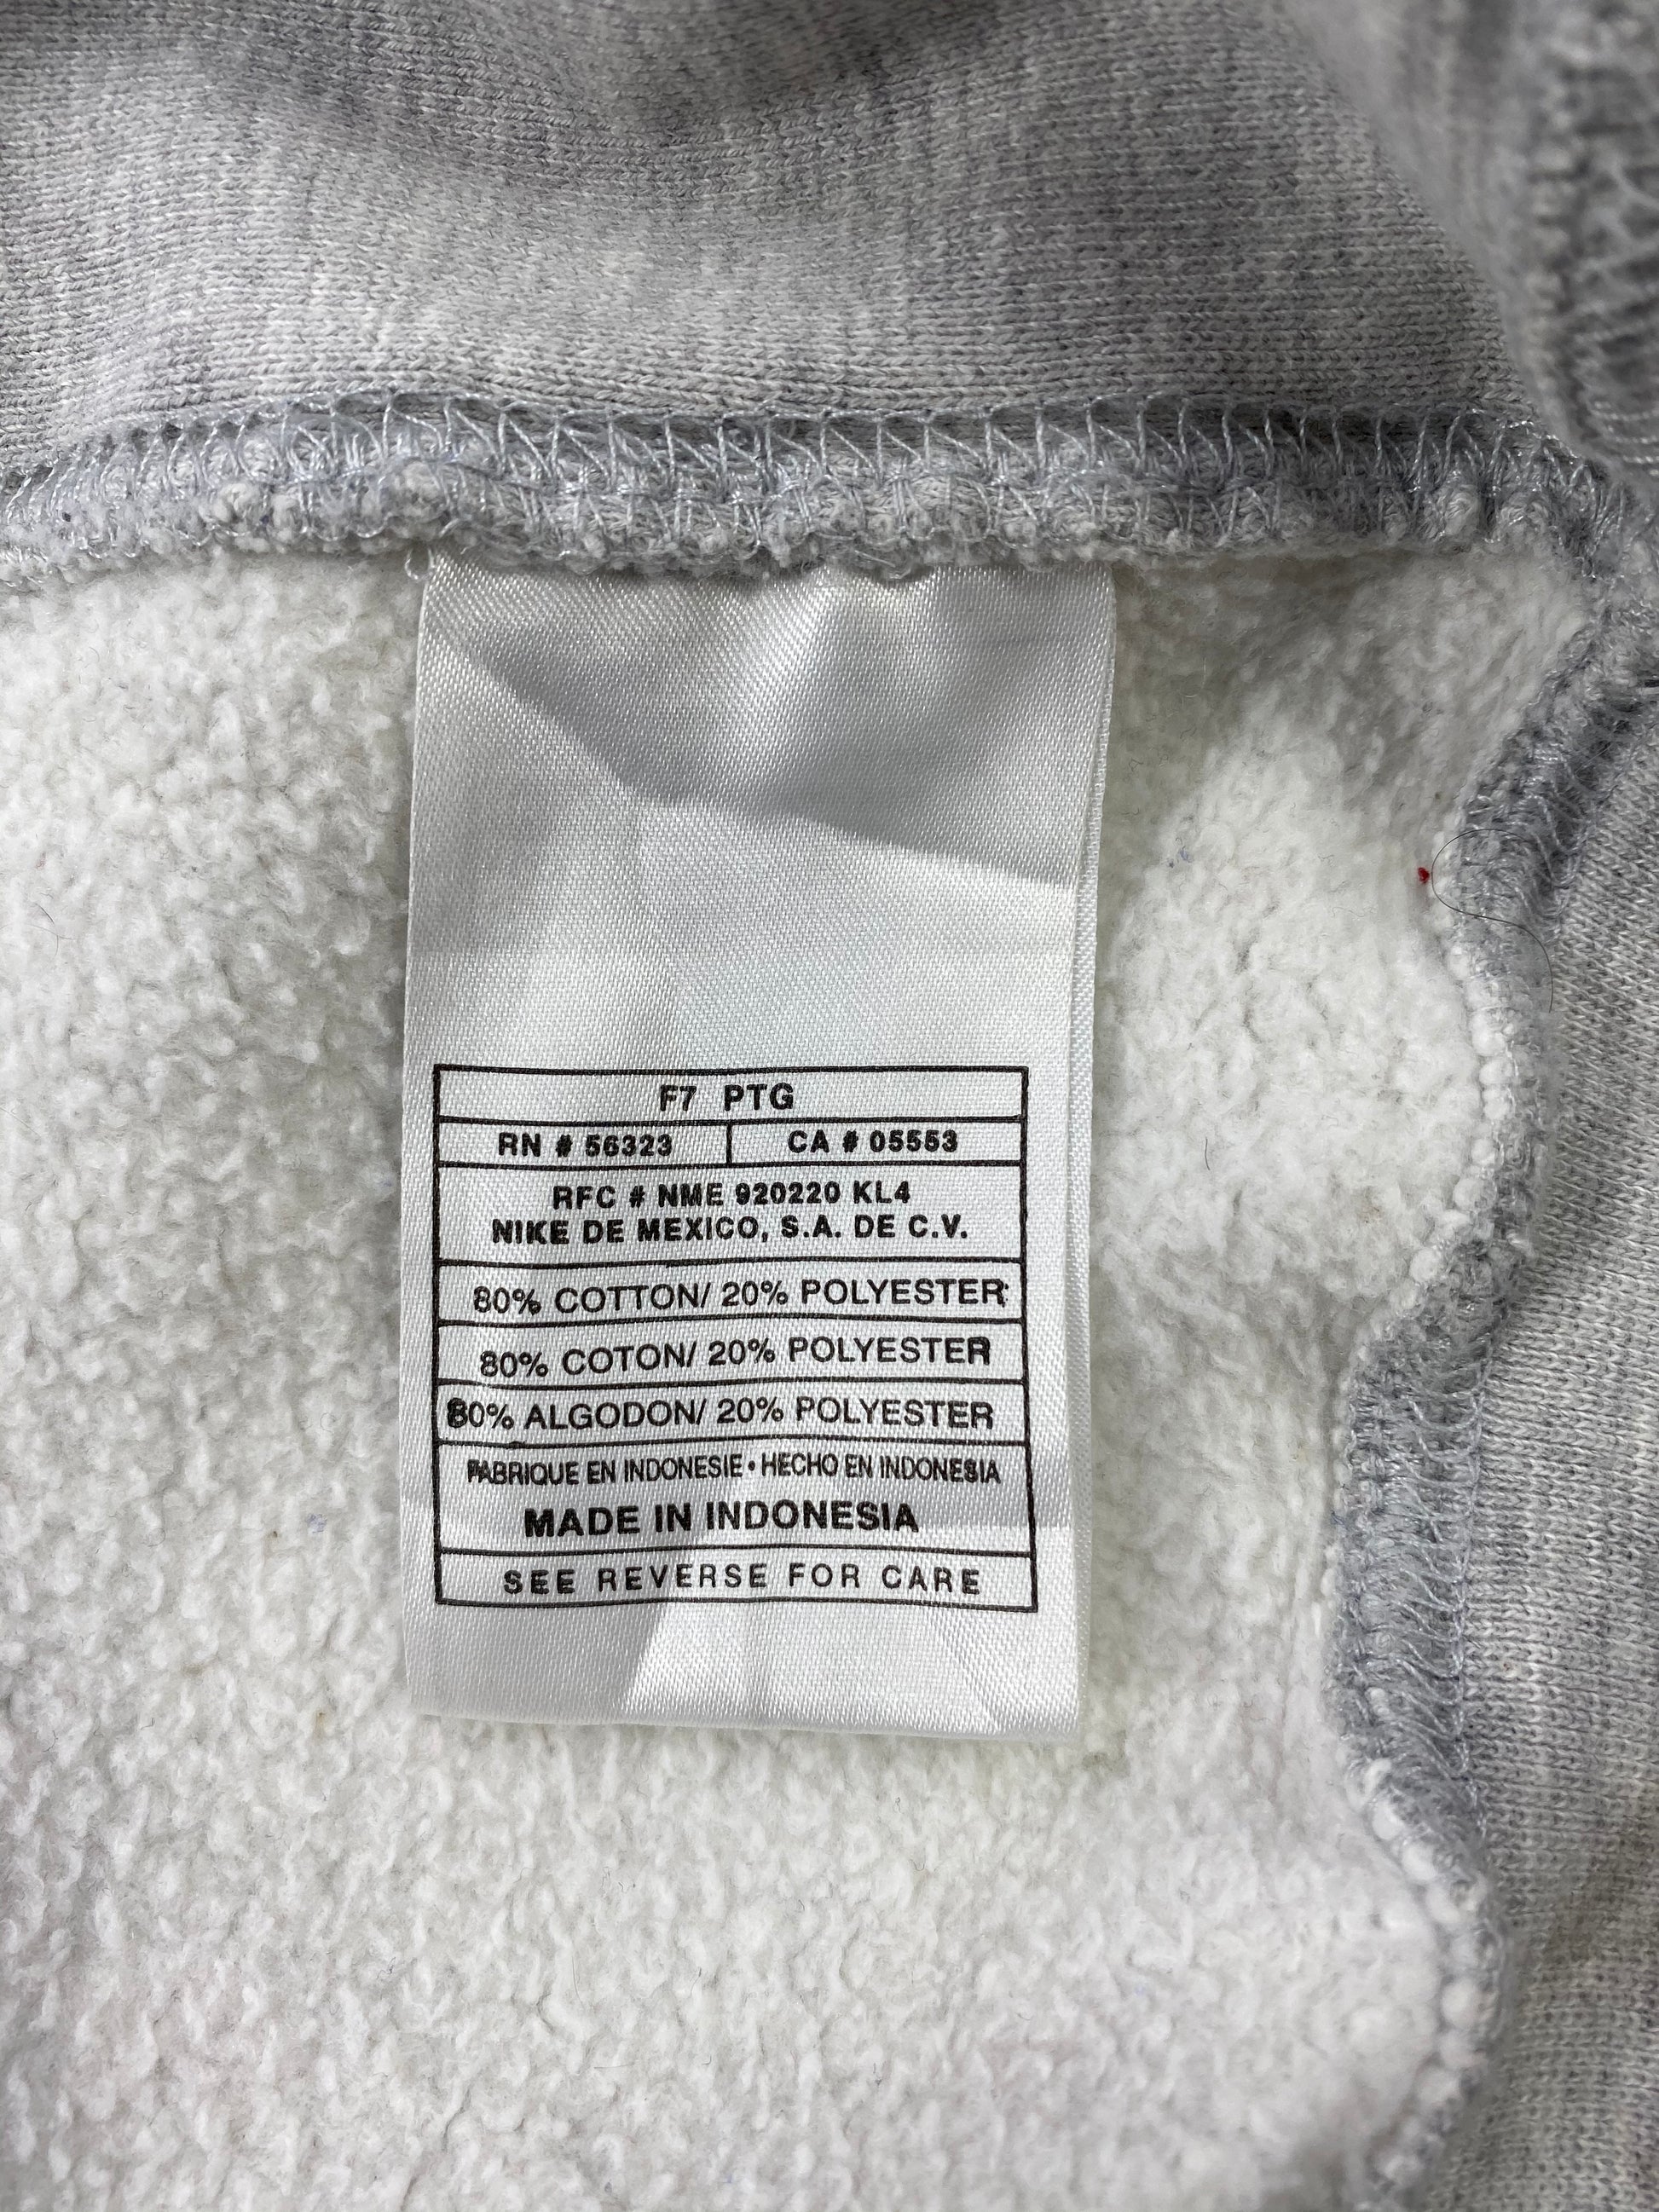 F7 PTG
RN # 56323 CA # 05553
RFC # NME 920220 KL4
NIKE DE MEXICO, S.A. DE C.V.
80% COTTON/ 20% POLYESTER
80% COTON/ 20% POLYESTER
80% ALGODON/ 20% POLYESTER
FABRIQUE EN INDONESIE • HECHO EN INDONESIA
MADE IN INDONESIA
SEE REVERSE FOR CARE